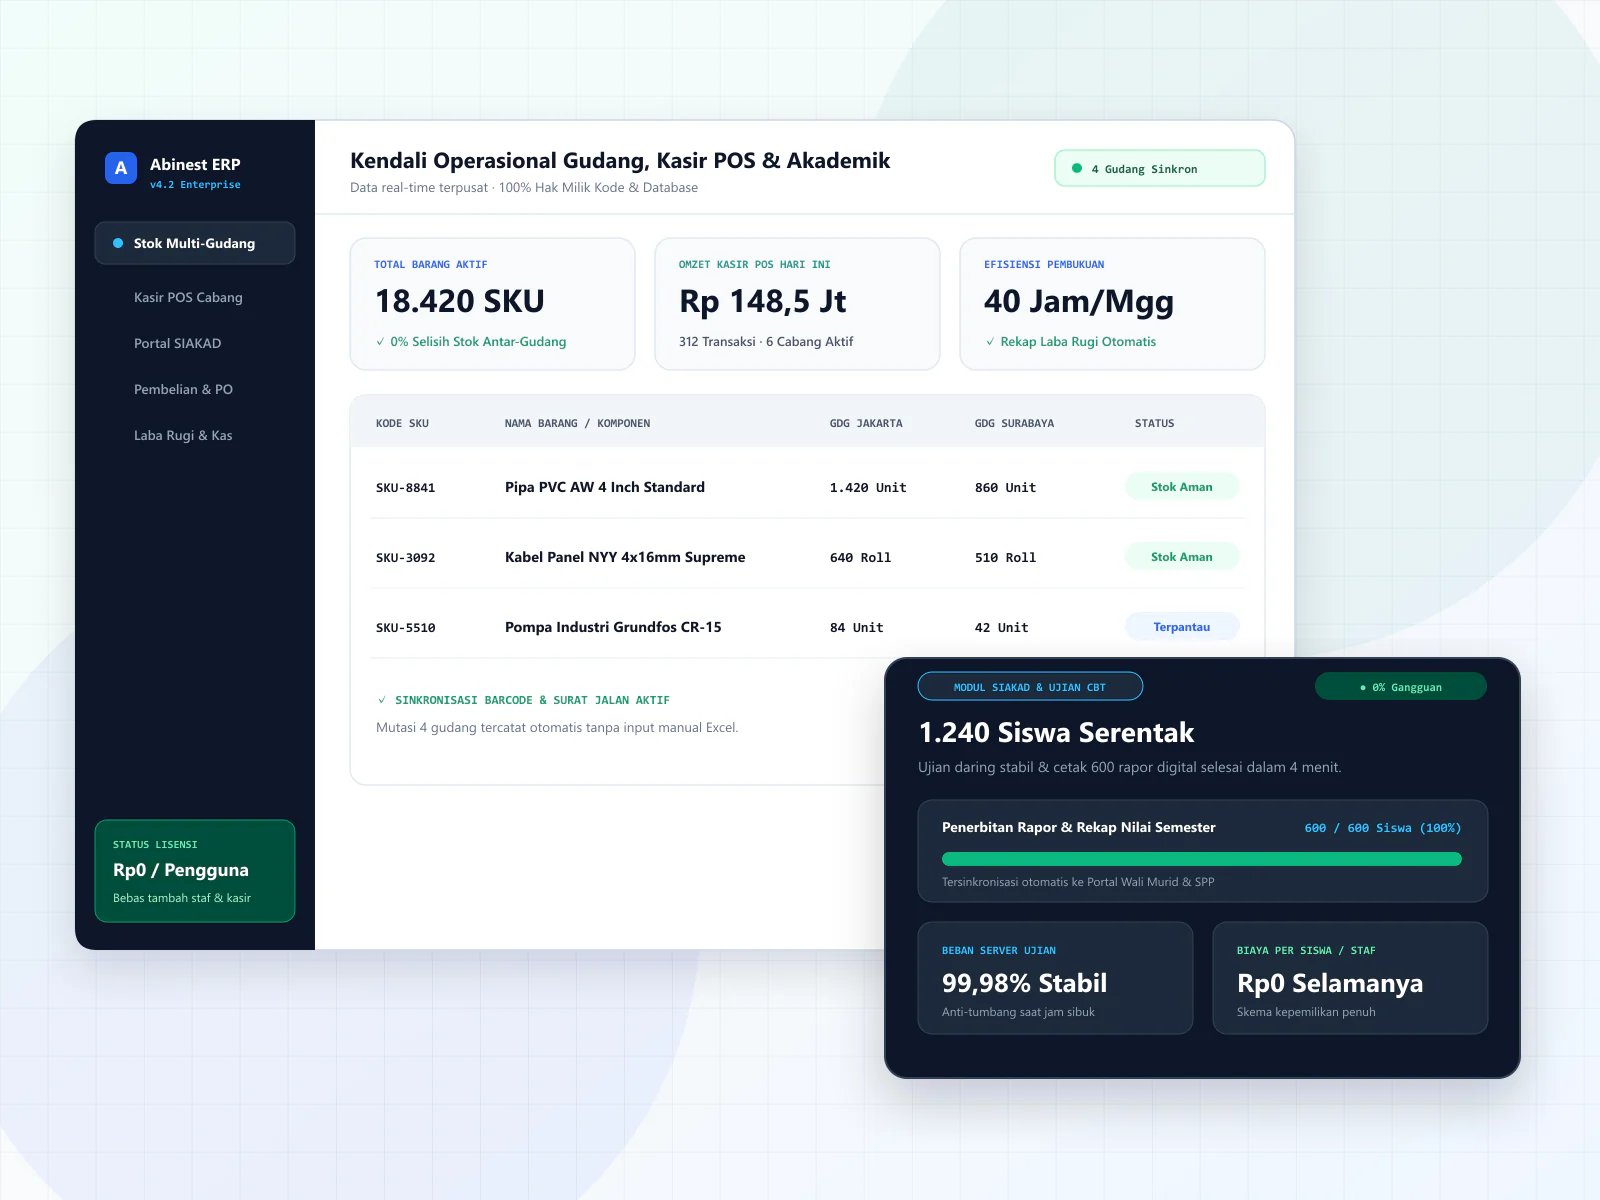 A
Abinest ERP
v4.2 Enterprise
Stok Multi-Gudang
Kasir POS Cabang
Portal SIAKAD
Pembelian & PO
Laba Rugi & Kas
STATUS LISENSI
Rp0 / Pengguna
Bebas tambah staf & kasir
Kendali Operasional Gudang, Kasir POS & Akademik
Data real-time terpusat · 100% Hak Milik Kode & Database
4 Gudang Sinkron
TOTAL BARANG AKTIF
18.420 SKU
✓ 0% Selisih Stok Antar-Gudang
OMZET KASIR POS HARI INI
Rp 148,5 Jt
312 Transaksi · 6 Cabang Aktif
EFISIENSI PEMBUKUAN
40 Jam/Mgg
✓ Rekap Laba Rugi Otomatis
KODE SKU NAMA BARANG / KOMPONEN GDG JAKARTA GDG SURABAYA STATUS
SKU-8841 Pipa PVC AW 4 Inch Standard 1.420 Unit 860 Unit Stok Aman
SKU-3092 Kabel Panel NYY 4x16mm Supreme 640 Roll 510 Roll Stok Aman
SKU-5510 Pompa Industri Grundfos CR-15 84 Unit 42 Unit Terpantau
✓ SINKRONISASI BARCODE & SURAT JALAN AKTIF
Mutasi 4 gudang tercatat otomatis tanpa input manual Excel.
MODUL SIAKAD & UJIAN CBT
● 0% Gangguan
1.240 Siswa Serentak
Ujian daring stabil & cetak 600 rapor digital selesai dalam 4 menit.
Penerbitan Rapor & Rekap Nilai Semester
600 / 600 Siswa (100%)
Tersinkronisasi otomatis ke Portal Wali Murid & SPP
BEBAN SERVER UJIAN
99,98% Stabil
Anti-tumbang saat jam sibuk
BIAYA PER SISWA / STAF
Rp0 Selamanya
Skema kepemilikan penuh